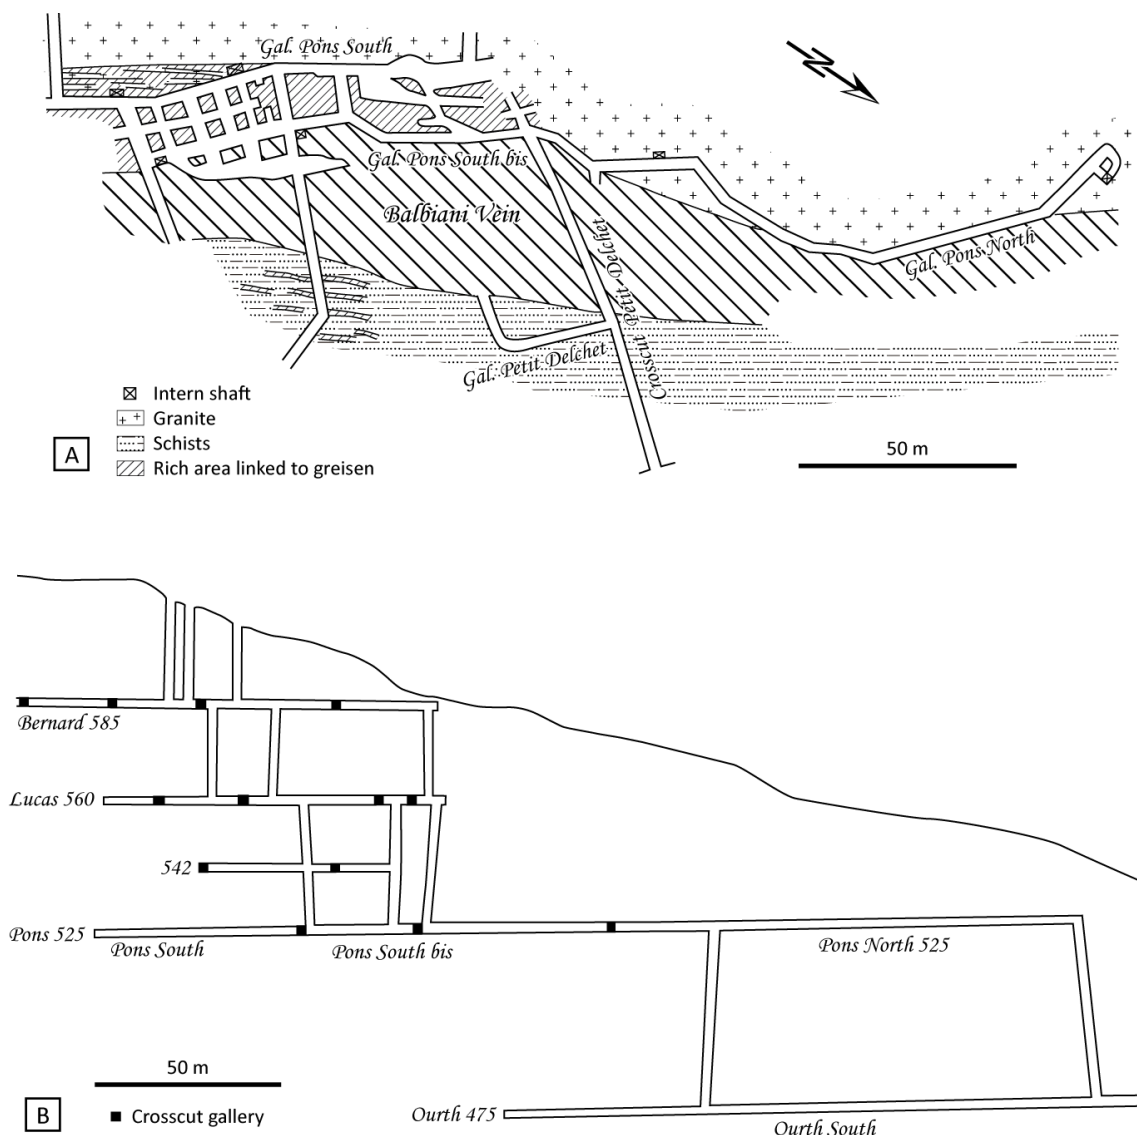 Gal. Pons South
N
Gal. Pons South bis
Balbiani Vein
Crosscut Petit-Delchet
Gal. Pons North
Gal. Petit Delchet
Intern shaft
Granite
Schists
Rich area linked to greisen
A
50 m
Bernard 585
Lucas 560
542
Pons 525
Pons South
Pons South bis
Pons North 525
50 m
B
Crosscut gallery
Ourth 475
Ourth South